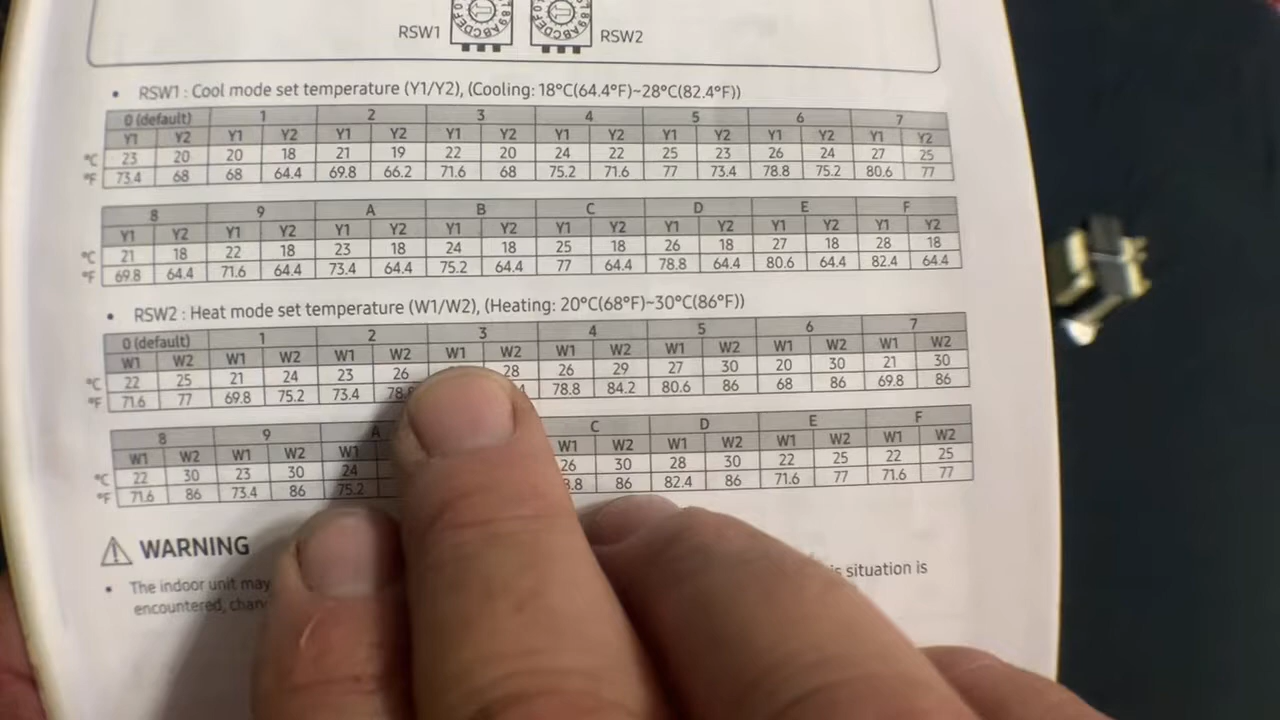 RSW1 RSW2
• RSW1 : Cool mode set temperature (Y1/Y2), (Cooling: 18°C(64.4°F)~28°C(82.4°F))
0 (default) 1 2 3 4 5 6 7
Y1 Y2 Y1 Y2 Y1 Y2 Y1 Y2 Y1 Y2 Y1 Y2 Y1 Y2 Y1 Y2
°C 23 20 20 18 21 19 22 20 24 22 25 23 26 24 27 25
°F 73.4 68 68 64.4 69.8 66.2 71.6 68 75.2 71.6 77 73.4 78.8 75.2 80.6 77
8 9 A B C D E F
Y1 Y2 Y1 Y2 Y1 Y2 Y1 Y2 Y1 Y2 Y1 Y2 Y1 Y2 Y1 Y2
°C 21 18 22 18 23 18 24 18 25 18 26 18 27 18 28 18
°F 69.8 64.4 71.6 64.4 73.4 64.4 75.2 64.4 77 64.4 78.8 64.4 80.6 64.4 82.4 64.4
• RSW2 : Heat mode set temperature (W1/W2), (Heating: 20°C(68°F)~30°C(86°F))
0 (default) 1 2 3 4 5 6 7
W1 W2 W1 W2 W1 W2 W1 W2 W1 W2 W1 W2 W1 W2 W1 W2
°C 22 25 21 24 23 26 28 26 29 27 30 20 30 21 30
°F 71.6 77 69.8 75.2 73.4 78.8 84.2 80.6 86 68 86 69.8 86
8 9 A C D E F
W1 W2 W1 W2 W1 W1 W2 W1 W2 W1 W2 W1 W2
°C 22 30 23 30 24 26 30 28 30 22 25 22 25
°F 71.6 86 73.4 86 75.2 86 82.4 86 71.6 77 71.6 77
WARNING
• The indoor unit may situation is
encountered,